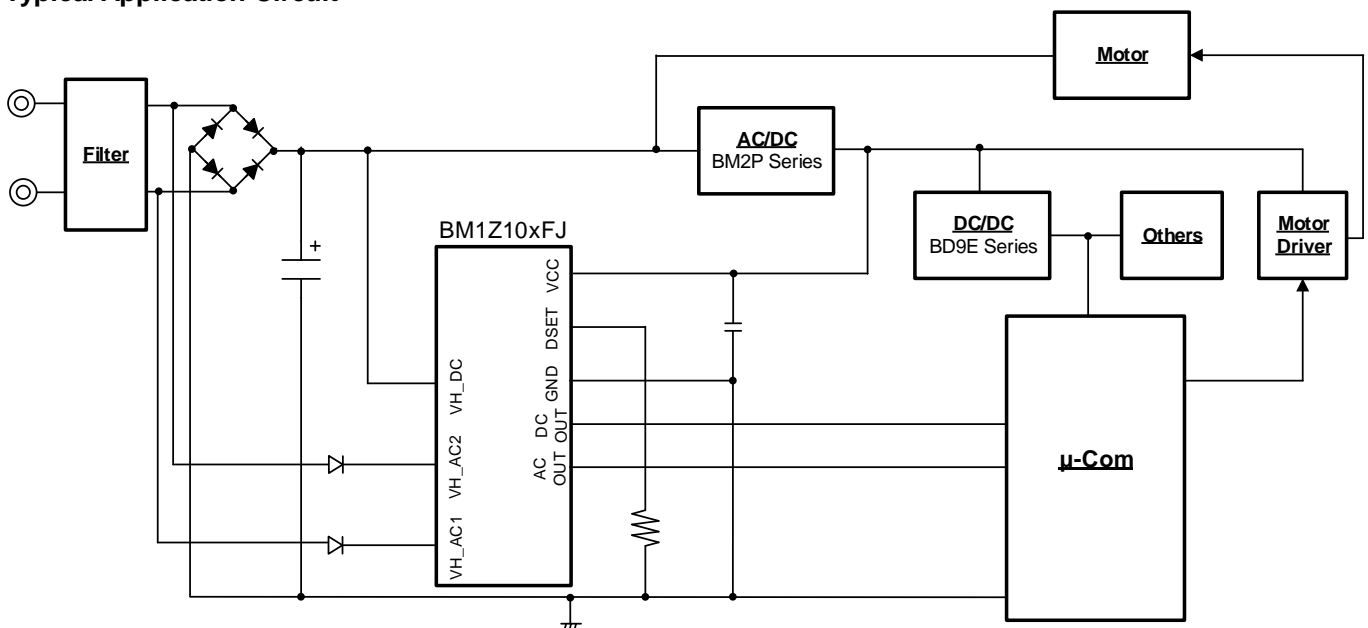 Typical Application Circuit
Motor
Filter
AC/DC
BM2P Series
BM1Z10xFJ
DC/DC
BD9E Series
Others
Motor
Driver
+
VCC
DSET
GND
DC
OUT
AC
OUT
VH_DC
VH_AC2
VH_AC1
µ-Com